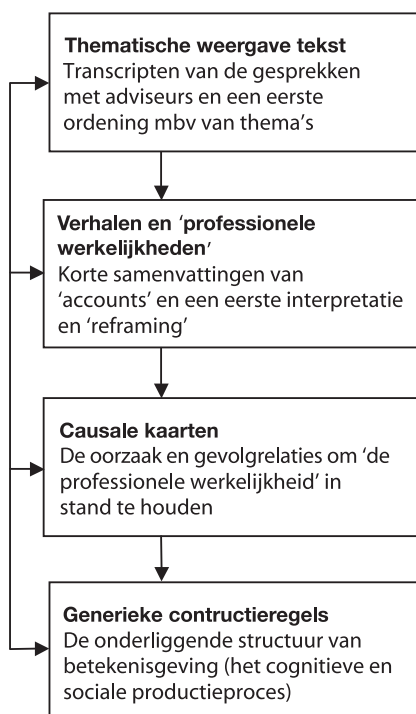 Thematische weergave tekst
Transcripten van de gesprekken
met adviseurs en een eerste
ordening mbv van thema's
Verhalen en ‘professionele
werkelijkheden’
Korte samenvattingen van
‘accounts’ en een eerste interpretatie
en ‘reframing’
Causale kaarten
De oorzaak en gevolgrelaties om ‘de
professionele werkelijkheid’ in
stand te houden
Generieke contructieregels
De onderliggende structuur van
betekenisgeving (het cognitieve en
sociale productieproces)